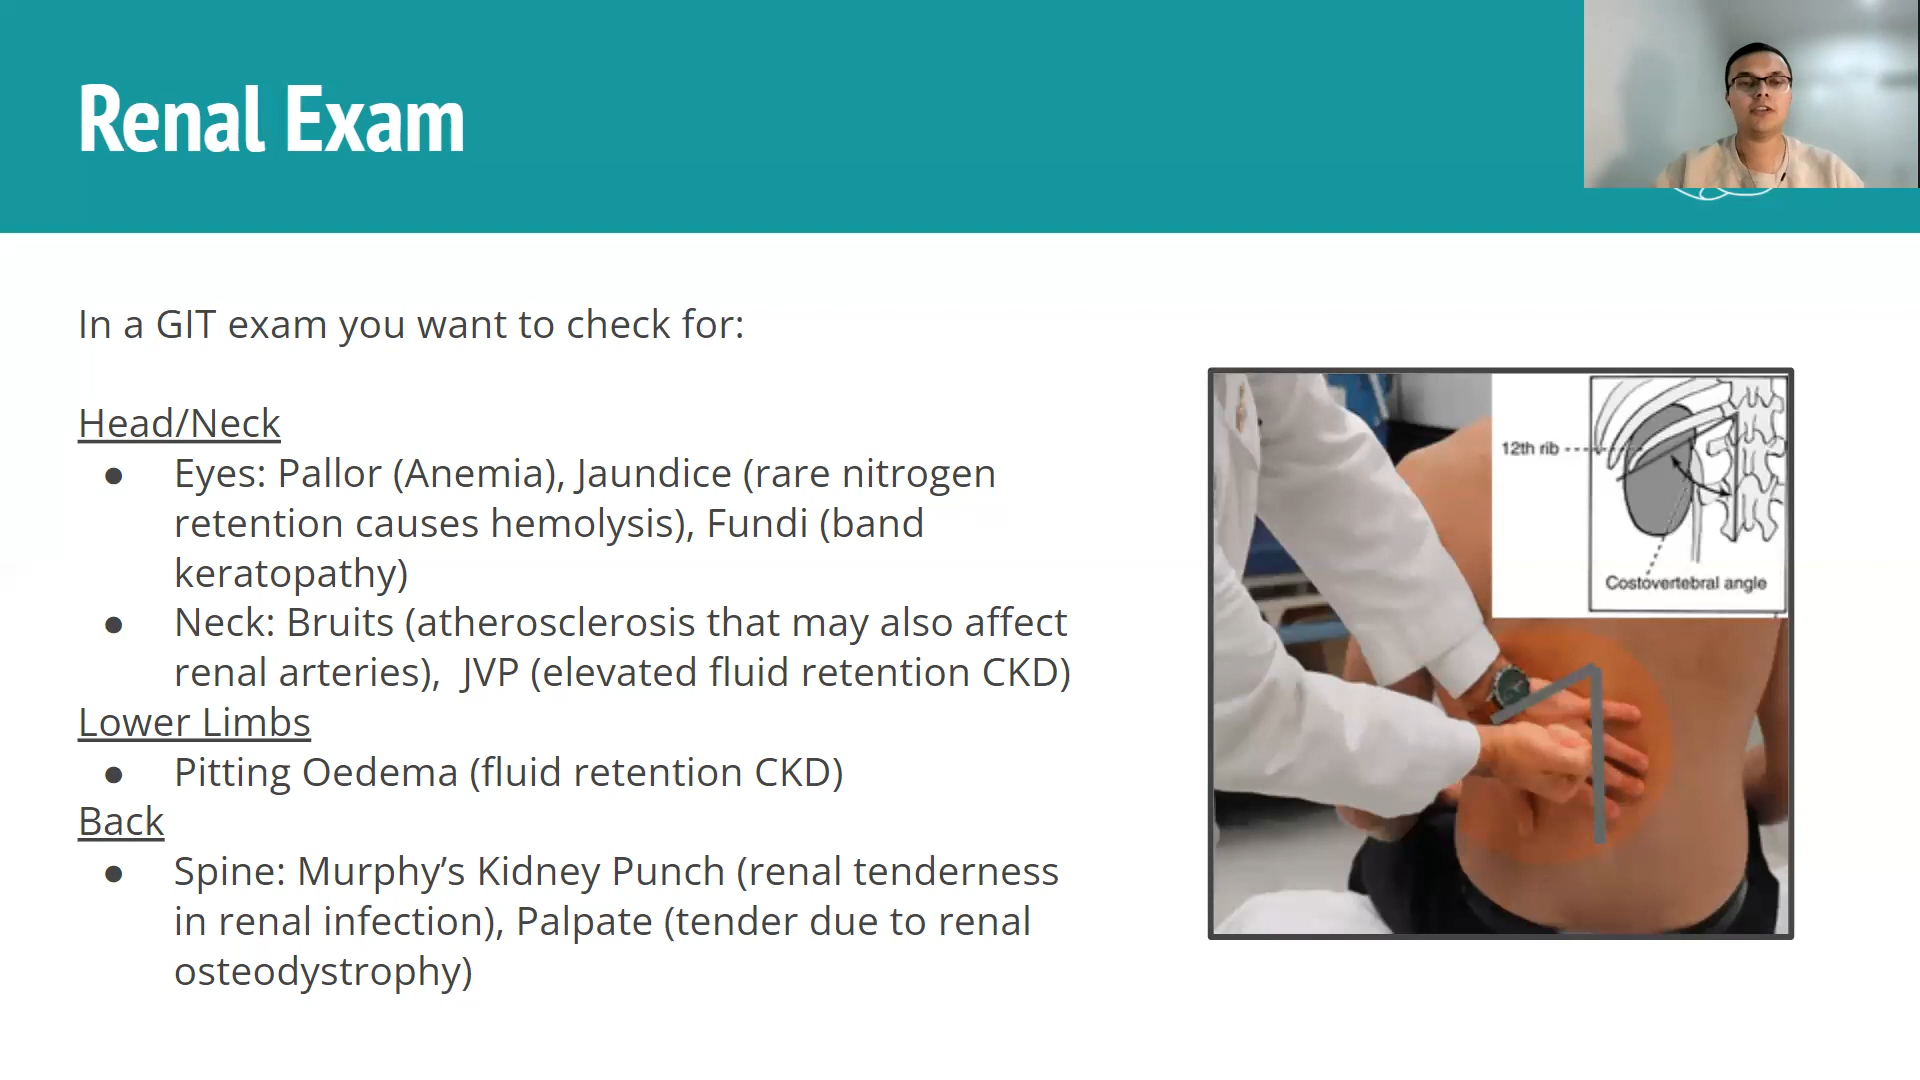 Renal Exam
In a GIT exam you want to check for:
Head/Neck
● Eyes: Pallor (Anemia), Jaundice (rare nitrogen
retention causes hemolysis), Fundi (band
keratopathy)
● Neck: Bruits (atherosclerosis that may also affect
renal arteries),  JVP (elevated fluid retention CKD)
Lower Limbs
● Pitting Oedema (fluid retention CKD)
Back
● Spine: Murphy’s Kidney Punch (renal tenderness
in renal infection), Palpate (tender due to renal
osteodystrophy)
12th rib
Costovertebral angle